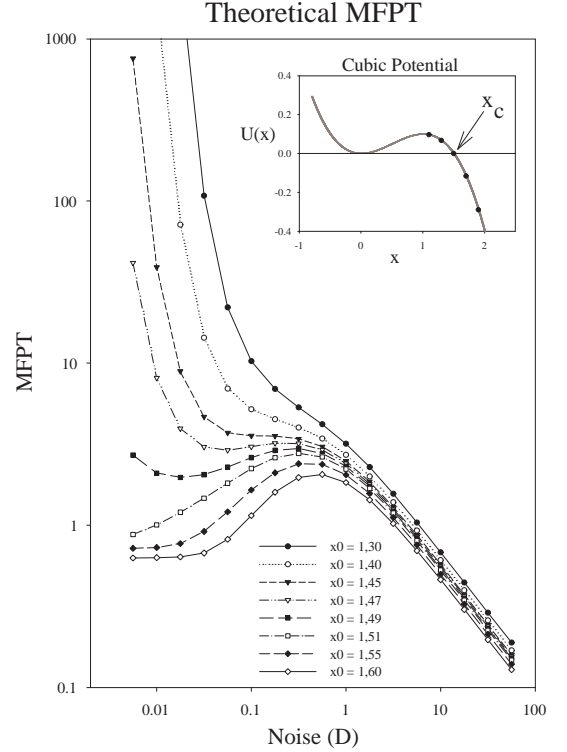 Theoretical MFPT
1000
100
10
1
0.1
MFPT
0.01
0.1
1
10
100
Noise (D)
Cubic Potential
U(x)
0.4
0.2
0.0
-0.2
-0.4
-1
0
1
2
x
x_c
x0 = 1,30
x0 = 1,40
x0 = 1,45
x0 = 1,47
x0 = 1,49
x0 = 1,51
x0 = 1,55
x0 = 1,60